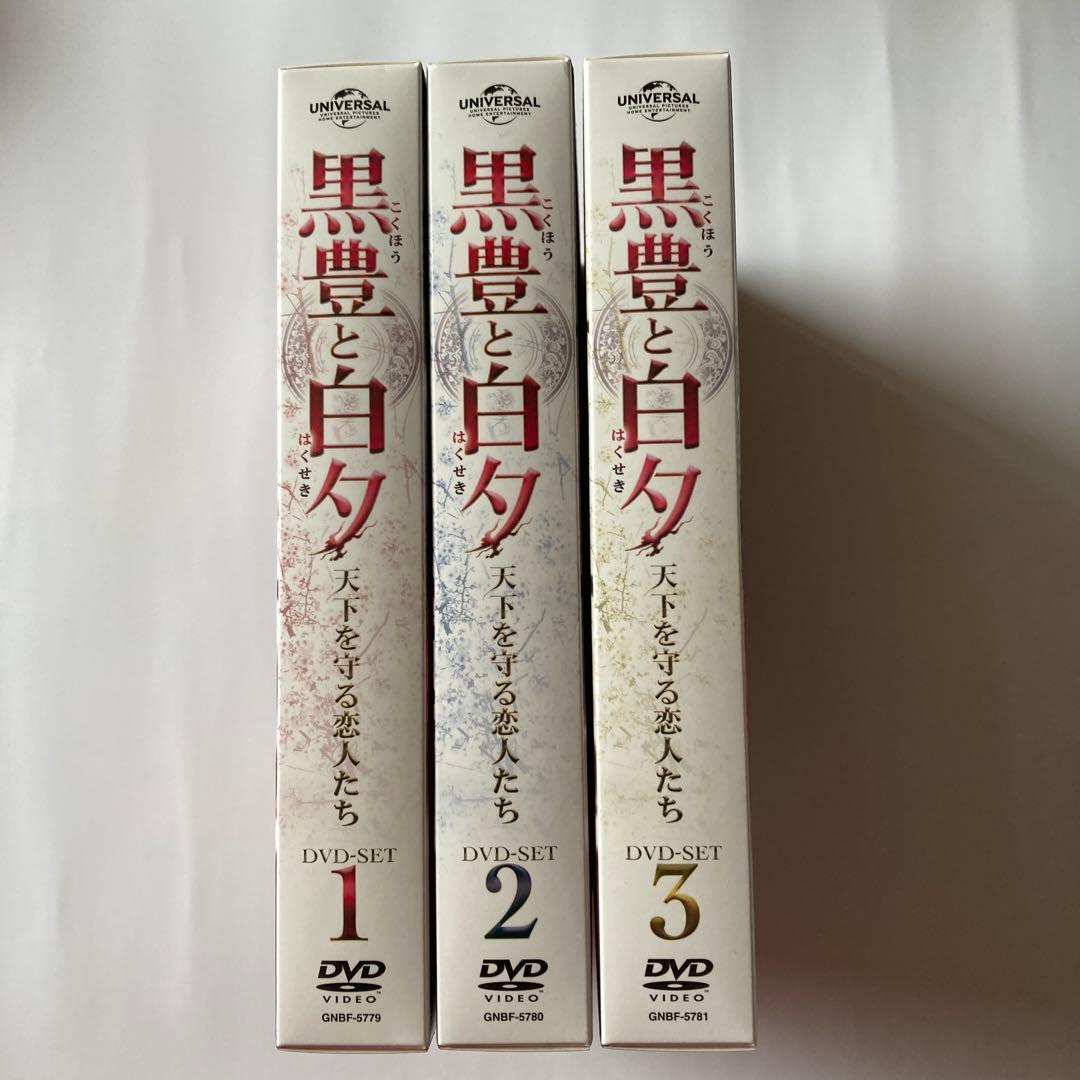 UNIVERSAL
UNIVERSAL PICTURES
HOME ENTERTAINMENT
黒豊と白夕
こくほう
はくせき
天下を守る恋人たち
DVD-SET
1
DVD
VIDEO™
GNBF-5779
UNIVERSAL
UNIVERSAL PICTURES
HOME ENTERTAINMENT
黒豊と白夕
こくほう
はくせき
天下を守る恋人たち
DVD-SET
2
DVD
VIDEO™
GNBF-5780
UNIVERSAL
UNIVERSAL PICTURES
HOME ENTERTAINMENT
黒豊と白夕
こくほう
はくせき
天下を守る恋人たち
DVD-SET
3
DVD
VIDEO™
GNBF-5781